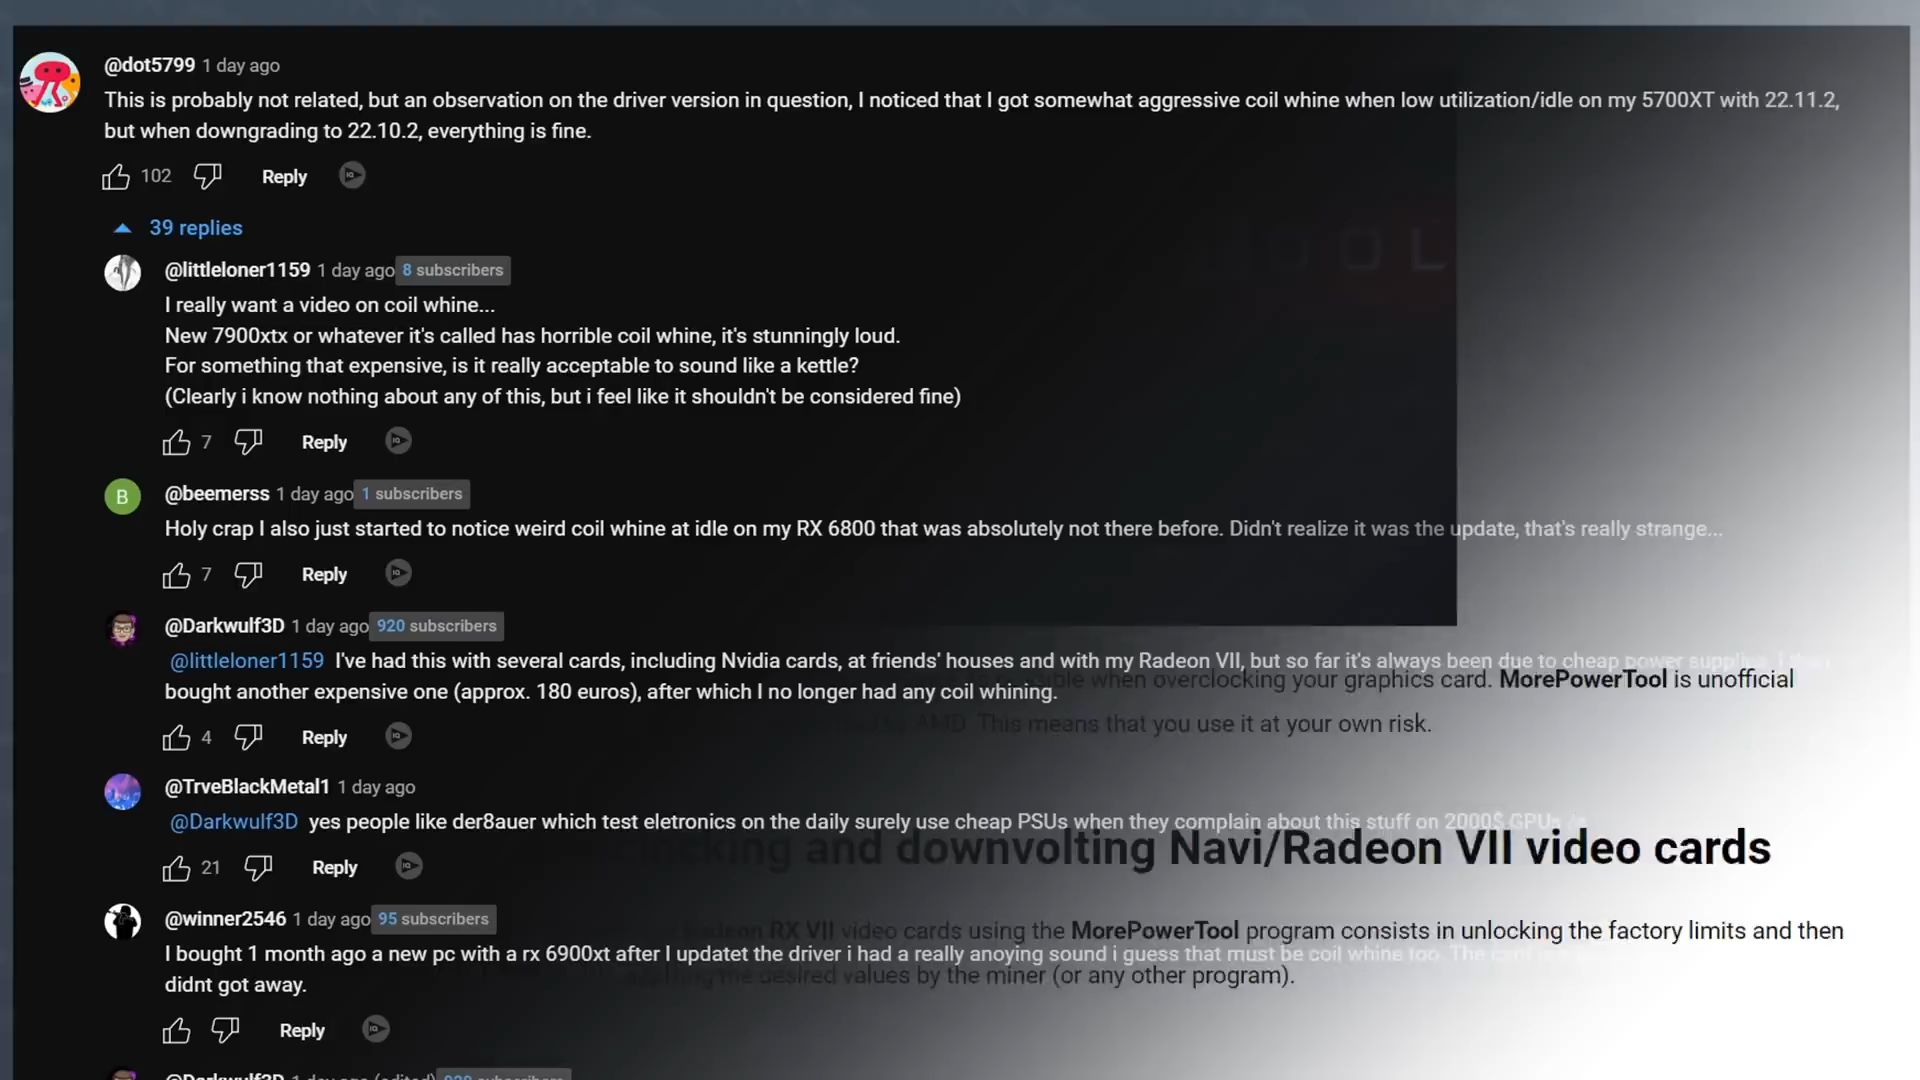 @dot5799 1 day ago
This is probably not related, but an observation on the driver version in question, I noticed that I got somewhat aggressive coil whine when low utilization/idle on my 5700XT with 22.11.2,
but when downgrading to 22.10.2, everything is fine.
102 Reply
39 replies
@littleloner1159 1 day ago 8 subscribers
I really want a video on coil whine...
New 7900xtx or whatever it's called has horrible coil whine, it's stunningly loud.
For something that expensive, is it really acceptable to sound like a kettle?
(Clearly i know nothing about any of this, but i feel like it shouldn't be considered fine)
7 Reply
@beemerss 1 day ago 1 subscribers
Holy crap I also just started to notice weird coil whine at idle on my RX 6800 that was absolutely not there before. Didn't realize it was the update, that's really strange...
7 Reply
@Darkwulf3D 1 day ago 920 subscribers
@littleloner1159 I've had this with several cards, including Nvidia cards, at friends' houses and with my Radeon VII, but so far it's always been due to cheap power supplies. I
bought another expensive one (approx. 180 euros), after which I no longer had any coil whining.
when overclocking your graphics card. MorePowerTool is unofficial
AMD. This means that you use it at your own risk.
4 Reply
@TrveBlackMetal1 1 day ago
@Darkwulf3D yes people like der8auer which test eletronics on the daily surely use cheap PSUs when they complain about this stuff on 2000$ GPUs
and downvolting Navi/Radeon VII video cards
21 Reply
@winner2546 1 day ago 95 subscribers
Radeon RX VII video cards using the MorePowerTool program consists in unlocking the factory limits and then
I bought 1 month ago a new pc with a rx 6900xt after I updatet the driver i had a really anoying sound i guess that must be coil whine too. The
the desired values by the miner (or any other program).
didnt got away.
Reply
@Darkwulf3D 1 day ago (edited) 920 subscribers